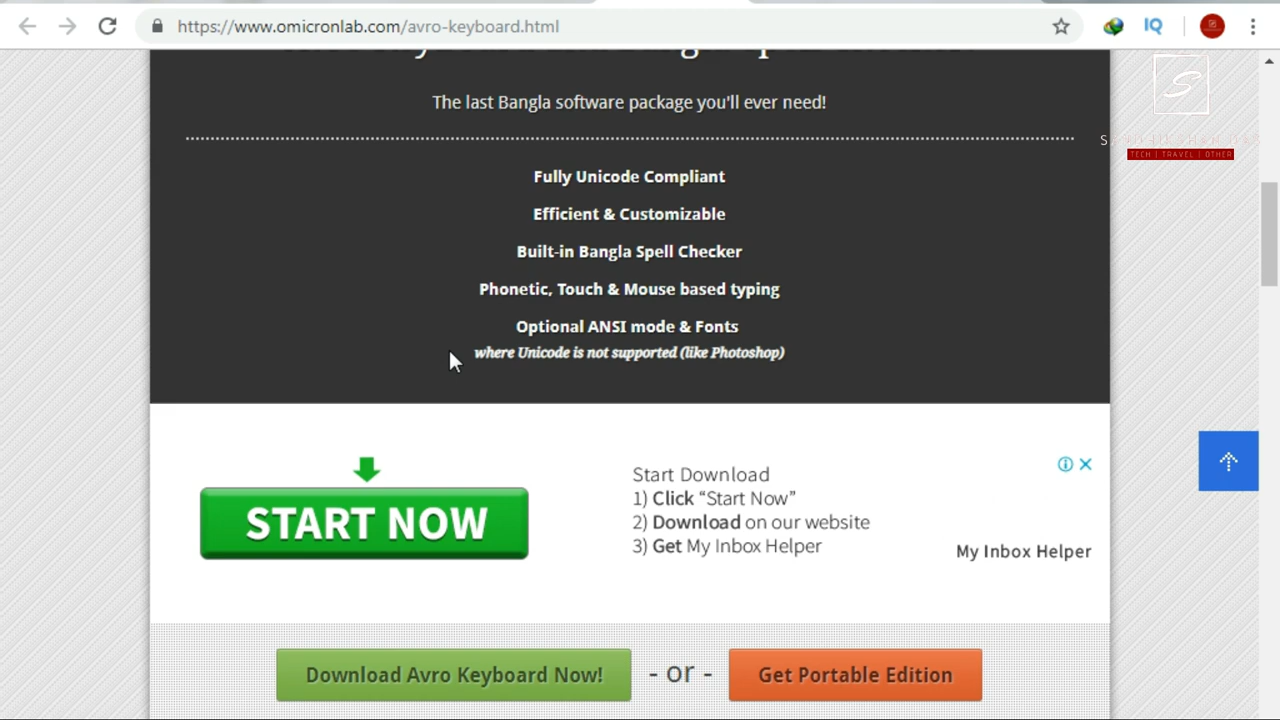 https://www.omicronlab.com/avro-keyboard.html
IQ
The last Bangla software package you'll ever need!
S
TECH | TRAVEL | OTHER
Fully Unicode Compliant
Efficient & Customizable
Built-in Bangla Spell Checker
Phonetic, Touch & Mouse based typing
Optional ANSI mode & Fonts
where Unicode is not supported (like Photoshop)
START NOW
Start Download
1) Click “Start Now”
2) Download on our website
3) Get My Inbox Helper
My Inbox Helper
Download Avro Keyboard Now!
- or -
Get Portable Edition